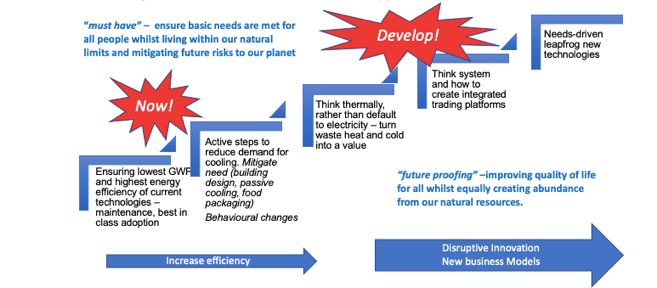 "must have" – ensure basic needs are met for
all people whilst living within our natural
limits and mitigating future risks to our planet
Develop!
Needs-driven
leapfrog new
technologies
Now!
Think system
and how to
create integrated
trading platforms
Think thermally,
rather than default
to electricity – turn
waste heat and cold
into a value
Active steps to
reduce demand for
cooling. Mitigate
need (building
design, passive
cooling, food
packaging)
Behavioural changes
Ensuring lowest GWP
and highest energy
efficiency of current
technologies –
maintenance, best in
class adoption
"future proofing" –improving quality of life
for all whilst equally creating abundance
from our natural resources.
Increase efficiency
Disruptive Innovation
New business Models